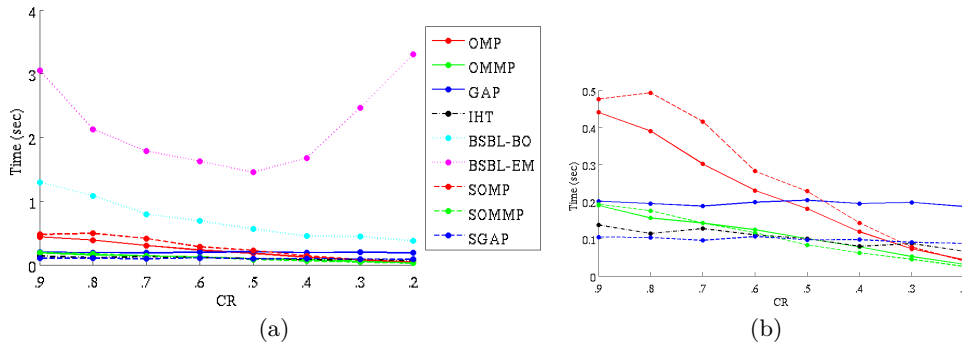 4
3
2
1
0
Time (sec)
.9 .8 .7 .6 .5 .4 .3 .2
CR
OMP
OMMP
GAP
IHT
BSBL-BO
BSBL-EM
SOMP
SOMMP
SGAP
(a)
0.5
0.4
0.3
0.2
0.1
0
Time (sec)
.9 .8 .7 .6 .5 .4 .3 .
CR
(b)